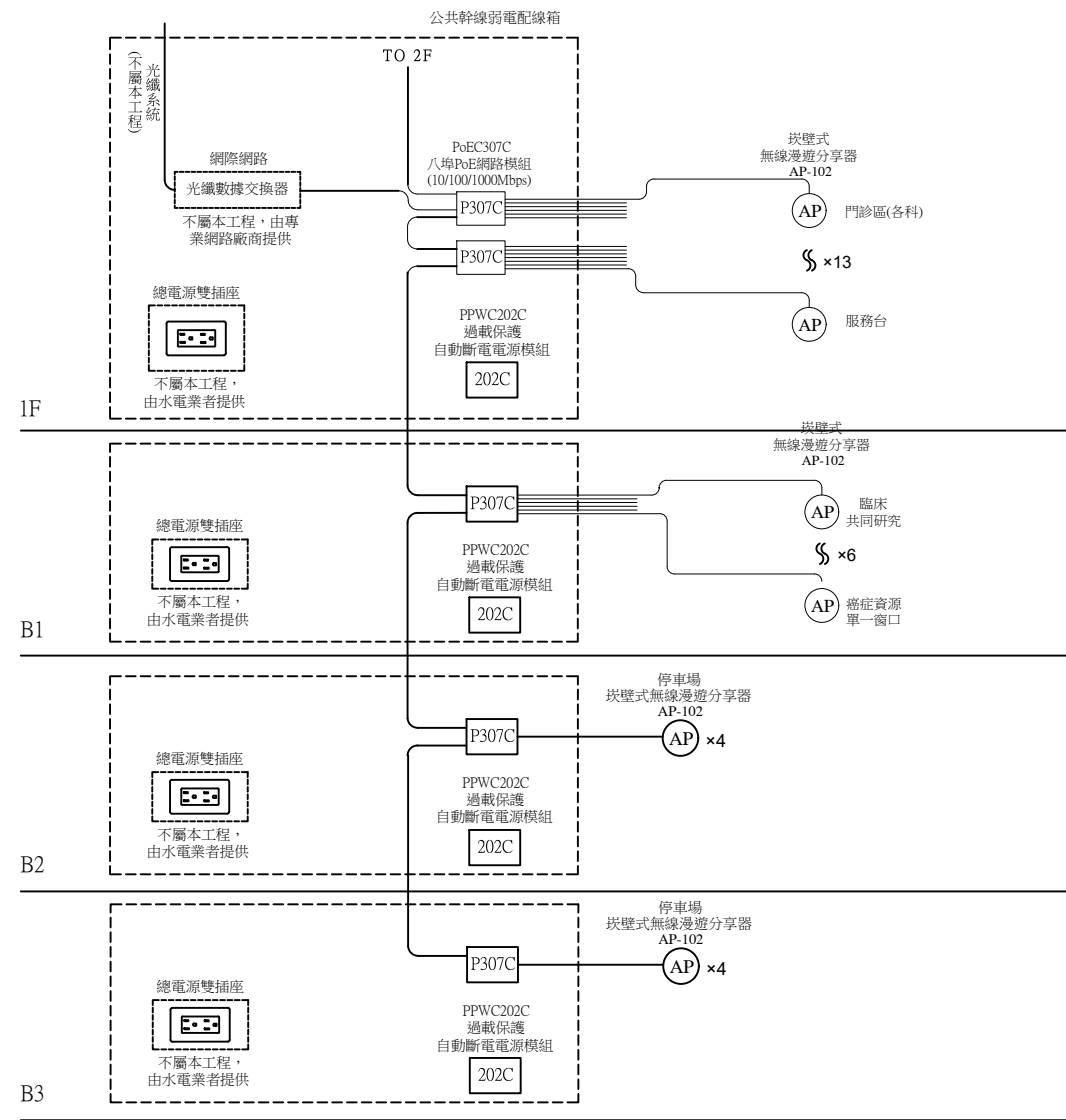 公共幹線弱電配線箱
TO 2F
光纖系統
(不屬本工程)
網際網路
光纖數據交換器
不屬本工程，由專
業網路廠商提供
PoEC307C
八埠PoE網路模組
(10/100/1000Mbps)
P307C
P307C
崁壁式
無線漫遊分享器
AP-102
AP
門診區(各科)
×13
AP
服務台
總電源雙插座
不屬本工程，
由水電業者提供
PPWC202C
過載保護
自動斷電電源模組
202C
1F
崁壁式
無線漫遊分享器
AP-102
P307C
AP
臨床
共同研究
×6
AP
癌症資源
單一窗口
總電源雙插座
不屬本工程，
由水電業者提供
PPWC202C
過載保護
自動斷電電源模組
202C
B1
停車場
崁壁式無線漫遊分享器
AP-102
P307C
AP
×4
總電源雙插座
不屬本工程，
由水電業者提供
PPWC202C
過載保護
自動斷電電源模組
202C
B2
停車場
崁壁式無線漫遊分享器
AP-102
P307C
AP
×4
總電源雙插座
不屬本工程，
由水電業者提供
PPWC202C
過載保護
自動斷電電源模組
202C
B3